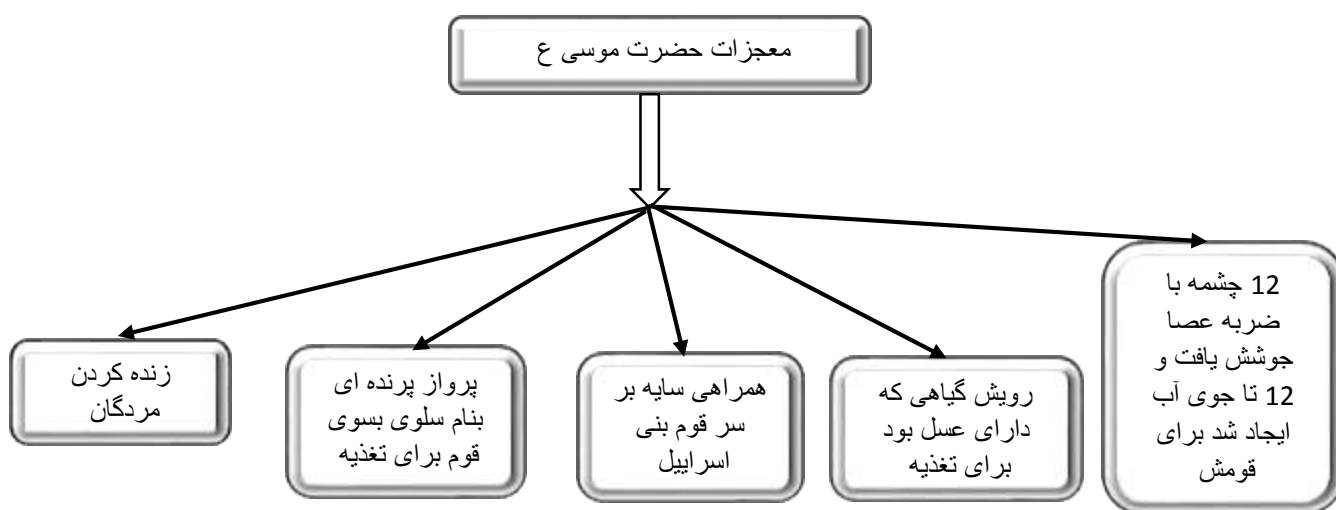 معجزات حضرت موسی ع
12 چشمه با
ضربه عصا
جوشش یافت و
12 تا جوی آب
ایجاد شد برای
قومش
رویش گیاهی که
دارای عسل بود
برای تغذیه
همراهی سایه بر
سر قوم بنی
اسراییل
پرواز پرنده ای
بنام سلوی بسوی
قوم برای تغذیه
زنده کردن
مردگان